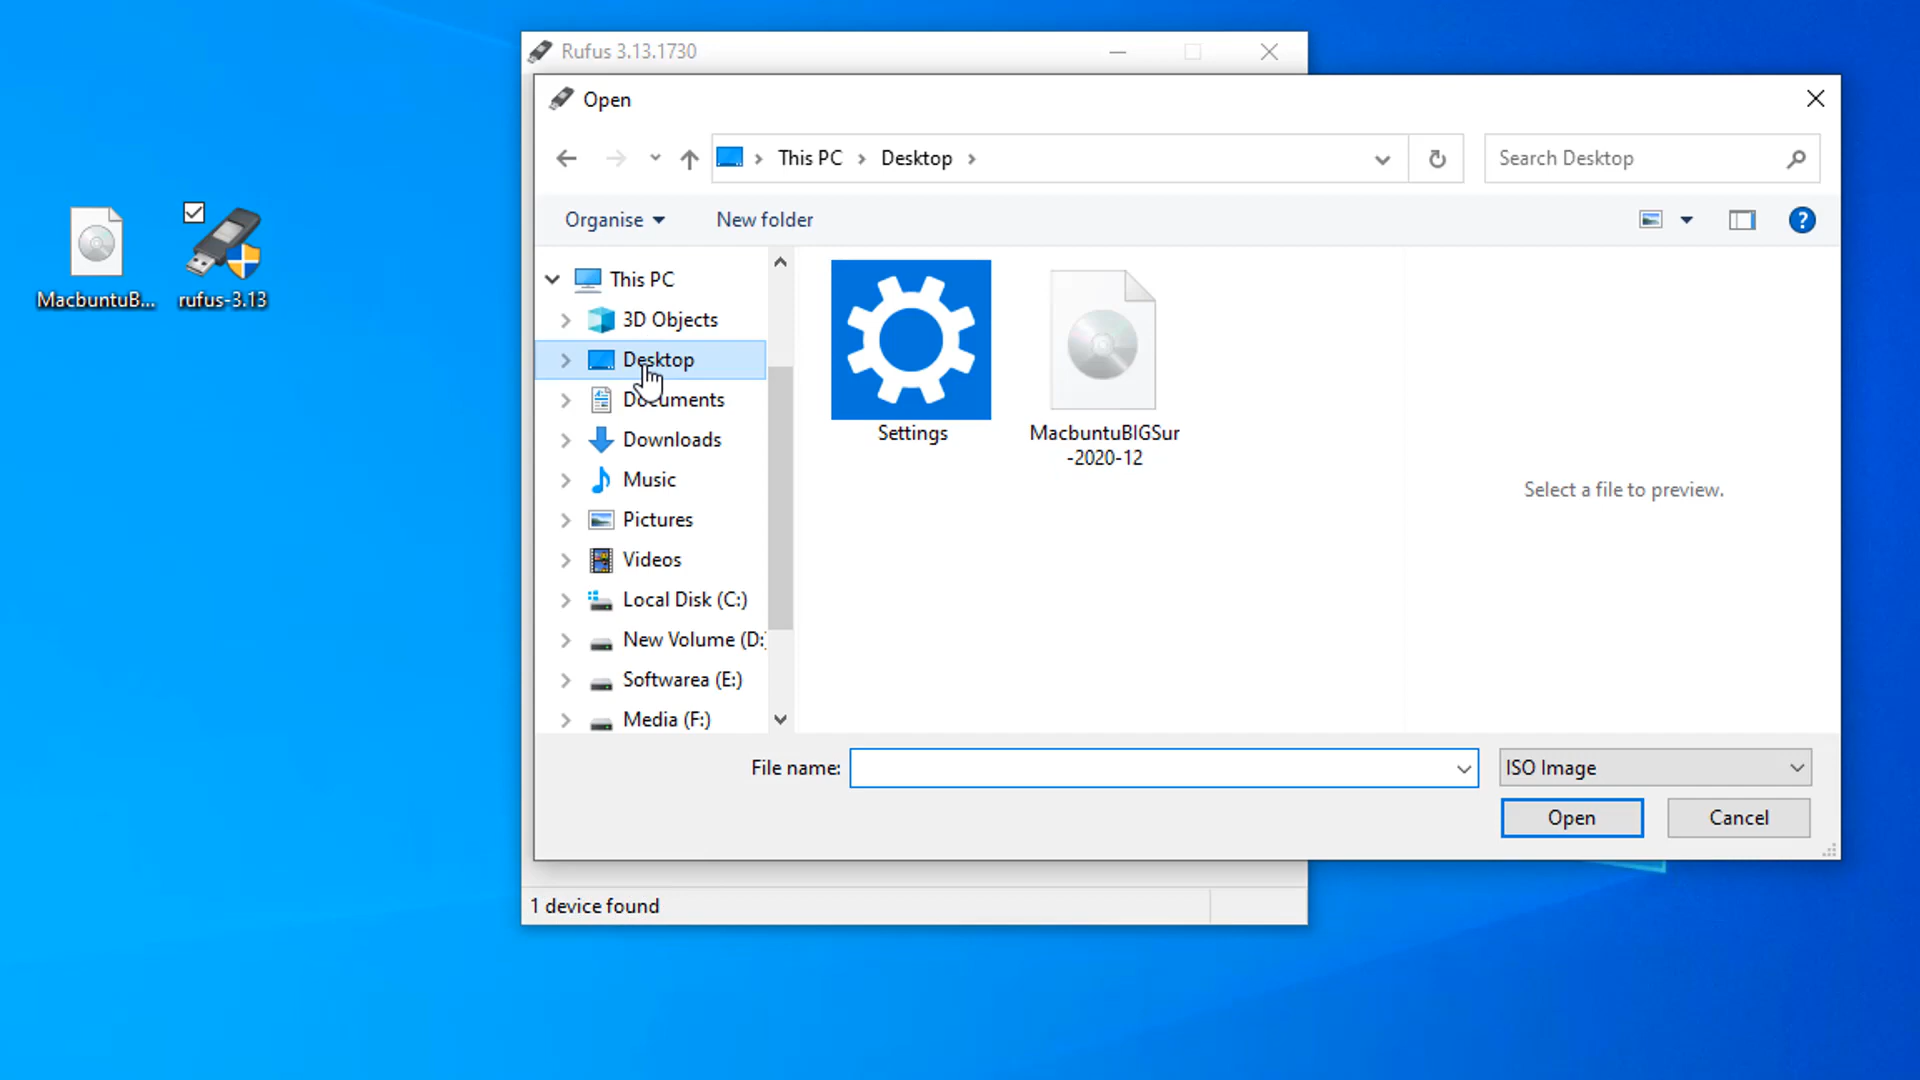 Rufus 3.13.1730
Open
This PC
Desktop
Search Desktop
Organise
New folder
?
MacbuntuB...
rufus-3.13
This PC
3D Objects
Desktop
Documents
Downloads
Music
Pictures
Videos
Local Disk (C:)
New Volume (D:)
Softwarea (E:)
Media (F:)
Settings
MacbuntuBIGSur
-2020-12
Select a file to preview.
File name:
ISO Image
Open
Cancel
1 device found